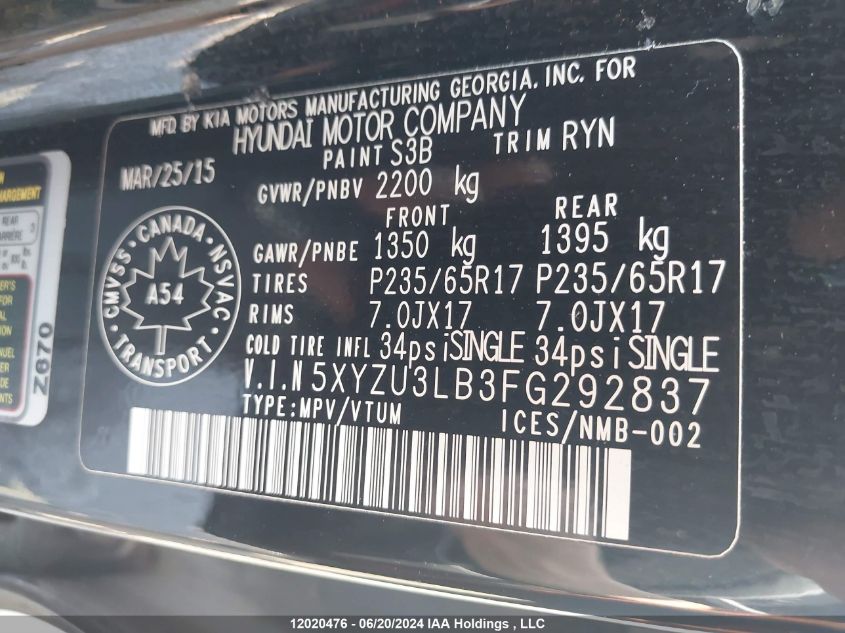 MFD. BY KIA MOTORS MANUFACTURING GEORGIA, INC. FOR
HYUNDAI MOTOR COMPANY
MAR/25/15 PAINT S3B TRIM RYN
GVWR/PNBV 2200 kg
FRONT REAR
GAWR/PNBE 1350 kg 1395 kg
TIRES P235/65R17 P235/65R17
RIMS 7.0JX17 7.0JX17
COLD TIRE INFL 34psi SINGLE 34psi SINGLE
V.I.N 5XYZU3LB3FG292837
TYPE:MPV/VTUM ICES/NMB-002
CMVSS • CANADA • NSVAC • TRANSPORT •
A54
REAR
Z670
12020476 - 06/20/2024 IAA Holdings , LLC